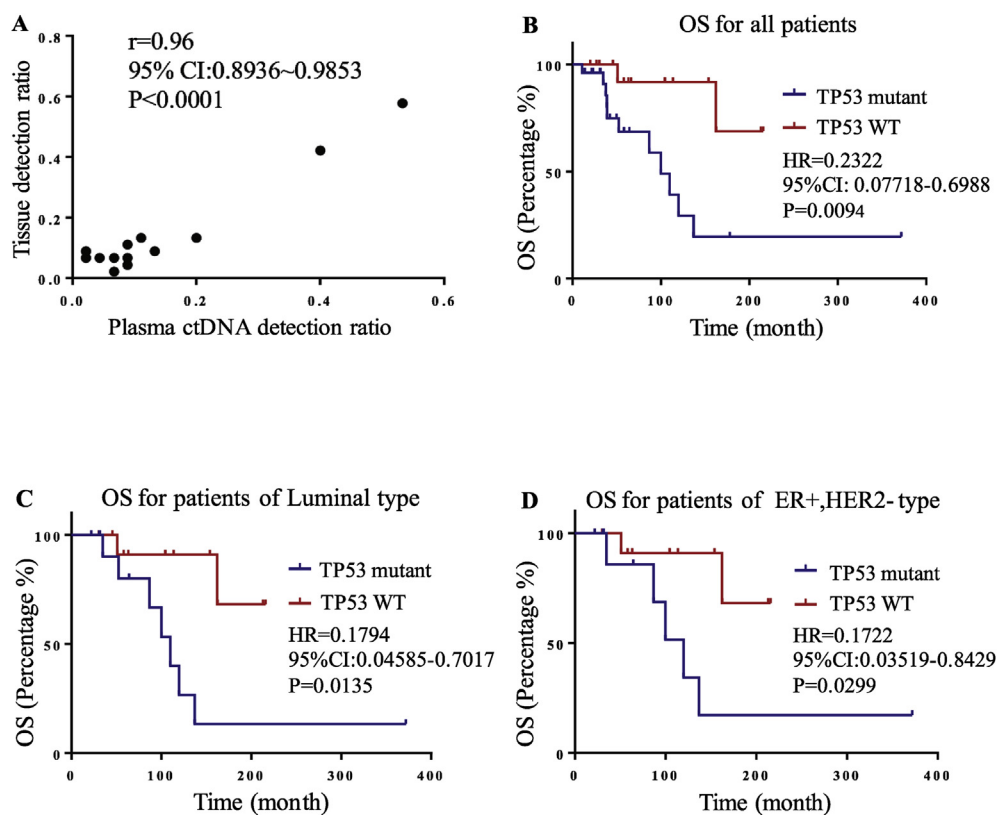 A
r=0.96
95% CI:0.8936~0.9853
P<0.0001
0.8
0.6
0.4
0.2
0.0
0.0
0.2
0.4
0.6
Tissue detection ratio
Plasma ctDNA detection ratio
B
OS for all patients
100
50
0
0
100
200
300
400
OS (Percentage %)
Time (month)
TP53 mutant
TP53 WT
HR=0.2322
95%CI: 0.07718-0.6988
P=0.0094
C
OS for patients of Luminal type
100
50
0
0
100
200
300
400
OS (Percentage %)
Time (month)
TP53 mutant
TP53 WT
HR=0.1794
95%CI:0.04585-0.7017
P=0.0135
D
OS for patients of ER+,HER2- type
100
50
0
0
100
200
300
400
OS (Percentage %)
Time (month)
TP53 mutant
TP53 WT
HR=0.1722
95%CI:0.03519-0.8429
P=0.0299